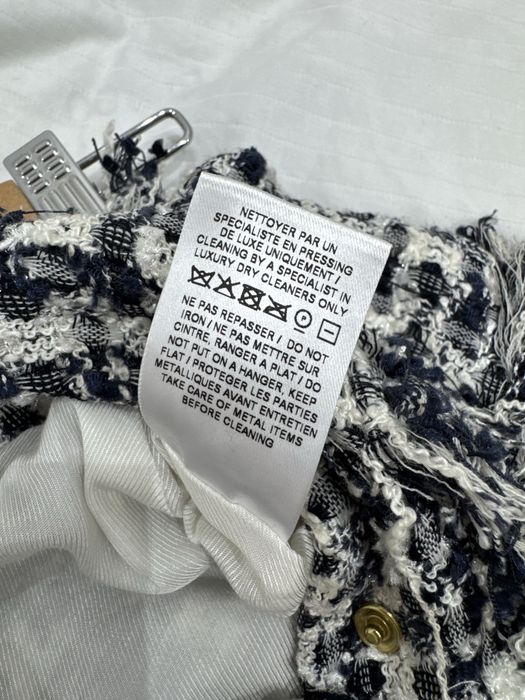 NETTOYER PAR UN
SPECIALISTE EN PRESSING
DE LUXE UNIQUEMENT /
CLEANING BY A SPECIALIST IN
LUXURY DRY CLEANERS ONLY
NE PAS REPASSER / DO NOT
IRON / NE PAS METTRE SUR
CINTRE, RANGER A PLAT / DO
NOT PUT ON A HANGER, KEEP
FLAT / PROTEGER LES PARTIES
METALLIQUES AVANT ENTRETIEN
TAKE CARE OF METAL ITEMS
BEFORE CLEANING